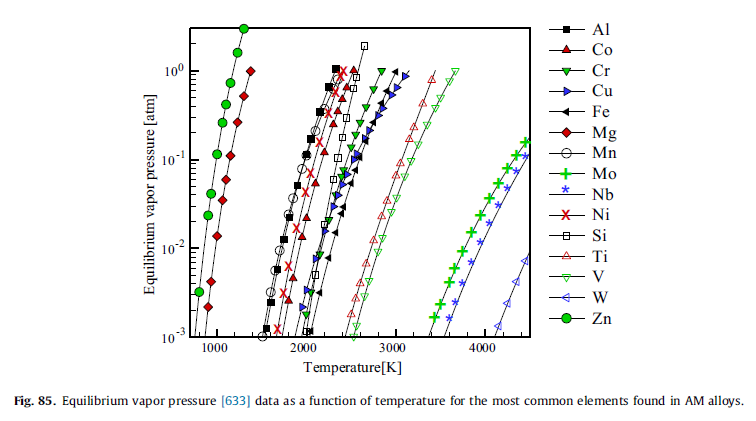 Equilibrium vapor pressure [atm]
10^0
10^-1
10^-2
10^-3
1000 2000 3000 4000
Temperature[K]
Al
Co
Cr
Cu
Fe
Mg
Mn
Mo
Nb
Ni
Si
Ti
V
W
Zn
Fig. 85. Equilibrium vapor pressure [633] data as a function of temperature for the most common elements found in AM alloys.